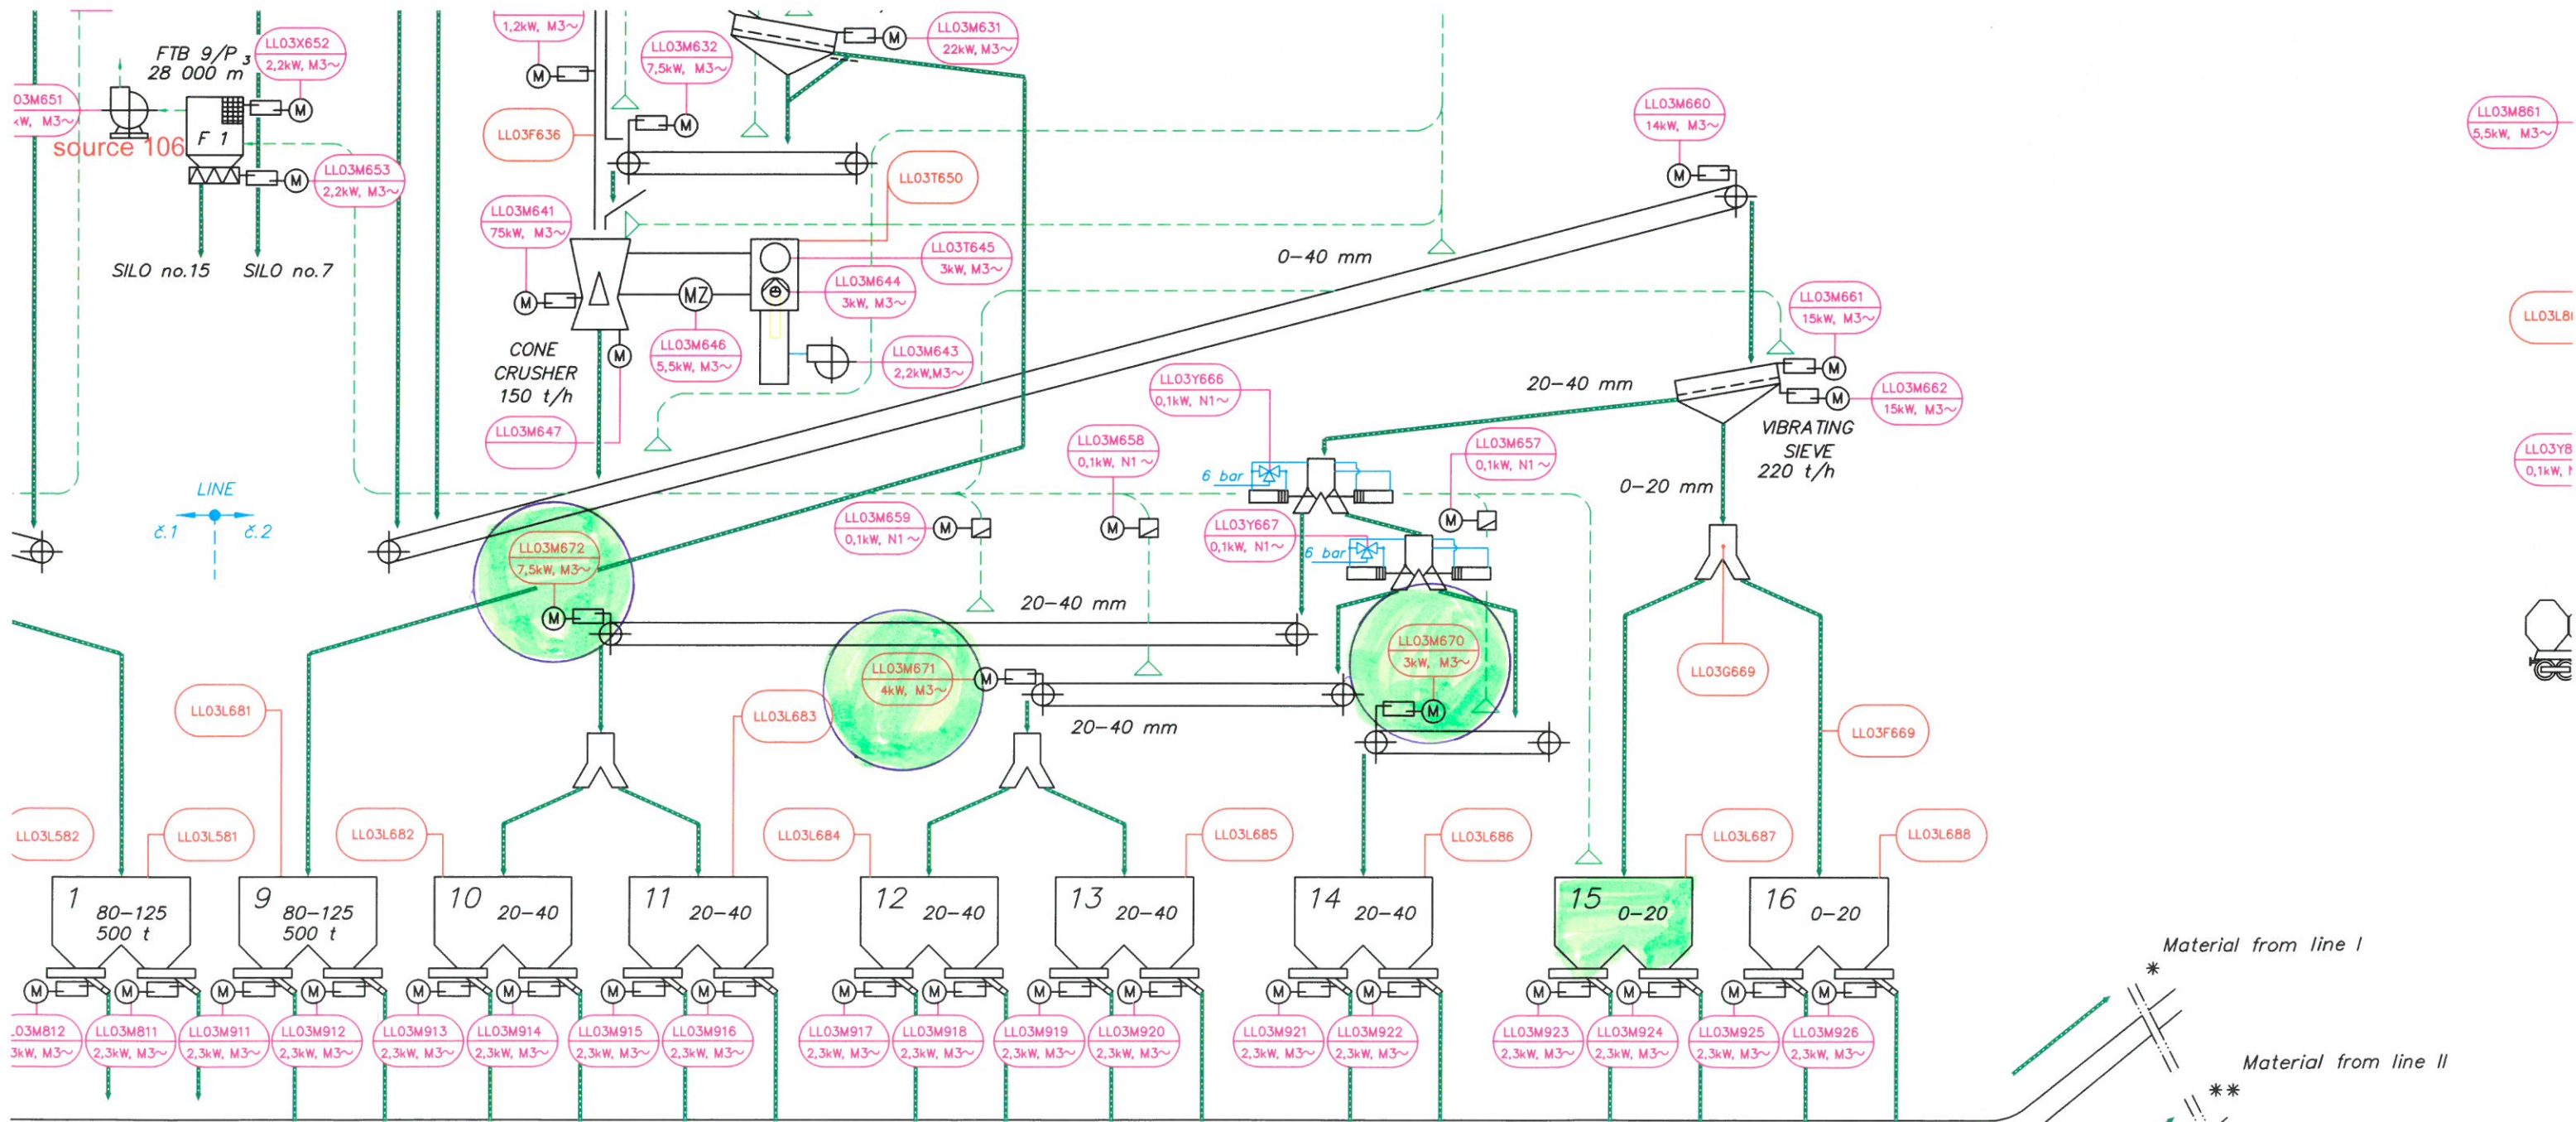 1,2kW, M3~
LL03M632
7,5kW, M3~
LL03M631
22kW, M3~
FTB 9/P
28 000 m³
LL03X652
2,2kW, M3~
03M651
kW, M3~
source 106
F 1
M
LL03M653
2,2kW, M3~
SILO no.15
SILO no.7
M
LL03F636
M
M
LL03T650
LL03M641
75kW, M3~
M
LL03T645
3kW, M3~
LL03M644
3kW, M3~
MZ
LL03M646
5,5kW, M3~
LL03M643
2,2kW,M3~
CONE
CRUSHER
150 t/h
M
LL03M647
LL03M660
14kW, M3~
M
0-40 mm
LL03M861
5,5kW, M3~
LL03M661
15kW, M3~
M
LL03M662
15kW, M3~
M
VIBRATING
SIEVE
220 t/h
20-40 mm
0-20 mm
LL03Y666
0,1kW, N1~
6 bar
LL03M658
0,1kW, N1~
M
LL03M657
0,1kW, N1~
M
LL03M659
0,1kW, N1~
M
LL03Y667
0,1kW, N1~
6 bar
LINE
č.1
č.2
LL03M672
7,5kW, M3~
M
20-40 mm
LL03M671
4kW, M3~
M
20-40 mm
LL03M670
3kW, M3~
M
LL03G669
LL03F669
LL03L8
LL03Y8
0,1kW,
LL03L582
LL03L581
LL03L681
LL03L682
LL03L683
LL03L684
LL03L685
LL03L686
LL03L687
LL03L688
1
80-125
500 t
9
80-125
500 t
10
20-40
11
20-40
12
20-40
13
20-40
14
20-40
15
0-20
16
0-20
M M M M M M M M M M M M M M M M M M
.03M812
3kW, M3~
LL03M811
2,3kW, M3~
LL03M911
2,3kW, M3~
LL03M912
2,3kW, M3~
LL03M913
2,3kW, M3~
LL03M914
2,3kW, M3~
LL03M915
2,3kW, M3~
LL03M916
2,3kW, M3~
LL03M917
2,3kW, M3~
LL03M918
2,3kW, M3~
LL03M919
2,3kW, M3~
LL03M920
2,3kW, M3~
LL03M921
2,3kW, M3~
LL03M922
2,3kW, M3~
LL03M923
2,3kW, M3~
LL03M924
2,3kW, M3~
LL03M925
2,3kW, M3~
LL03M926
2,3kW, M3~
Material from line I
*
Material from line II
**